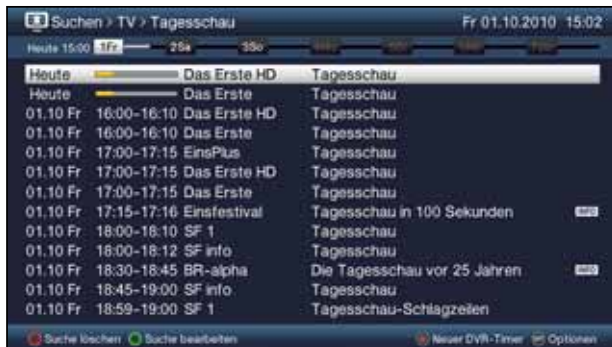 Suchen > TV > Tagesschau Fr 01.10.2010 15:02
Heute 15:00 1Fr 2Sa 3So
Heute Das Erste HD Tagesschau
Heute Das Erste Tagesschau
01.10 Fr 16:00-16:10 Das Erste HD Tagesschau
01.10 Fr 16:00-16:10 Das Erste Tagesschau
01.10 Fr 17:00-17:15 EinsPlus Tagesschau
01.10 Fr 17:00-17:15 Das Erste HD Tagesschau
01.10 Fr 17:00-17:15 Das Erste Tagesschau
01.10 Fr 17:15-17:16 Einsfestival Tagesschau in 100 Sekunden INFO
01.10 Fr 18:00-18:10 SF 1 Tagesschau
01.10 Fr 18:00-18:12 SF info Tagesschau
01.10 Fr 18:30-18:45 BR-alpha Die Tagesschau vor 25 Jahren INFO
01.10 Fr 18:45-19:00 SF info Tagesschau
01.10 Fr 18:59-19:00 SF 1 Tagesschau-Schlagzeilen
Suche löschen Suche bearbeiten Neuer DVR-Timer Optionen